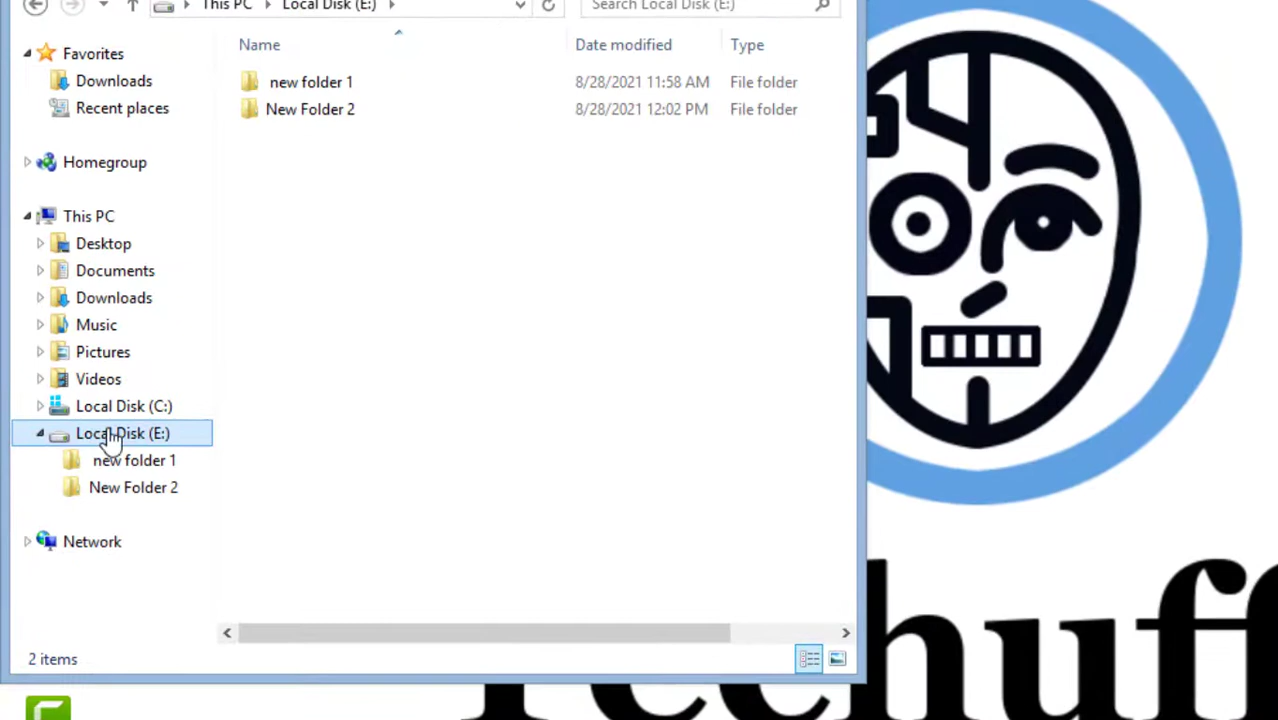 This PC Local Disk (E:) Search Local Disk (E:)
Name Date modified Type
new folder 1 8/28/2021 11:58 AM File folder
New Folder 2 8/28/2021 12:02 PM File folder
Favorites
Downloads
Recent places
Homegroup
This PC
Desktop
Documents
Downloads
Music
Pictures
Videos
Local Disk (C:)
Local Disk (E:)
new folder 1
New Folder 2
Network
2 items